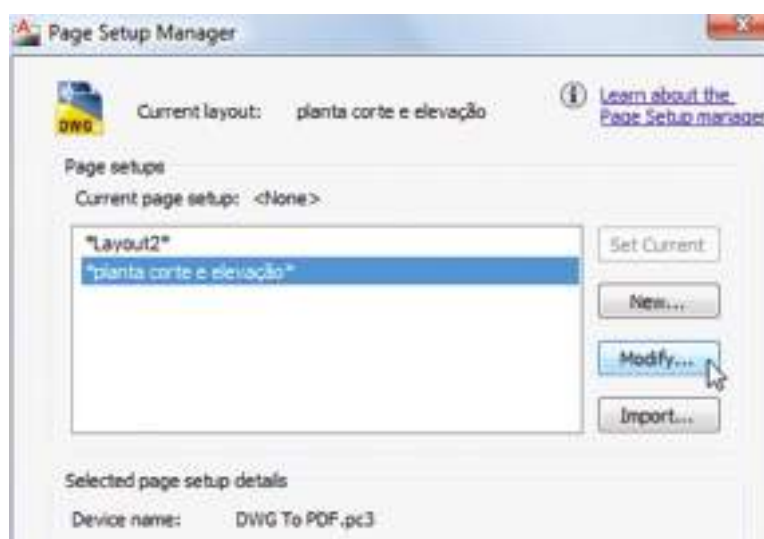 Page Setup Manager
DWG
Current layout: planta corte e elevação
Learn about the
Page Setup manager
Page setups
Current page setup: <None>
*Layout2*
*planta corte e elevação*
Set Current
New...
Modify...
Import...
Selected page setup details
Device name: DWG To PDF.pc3